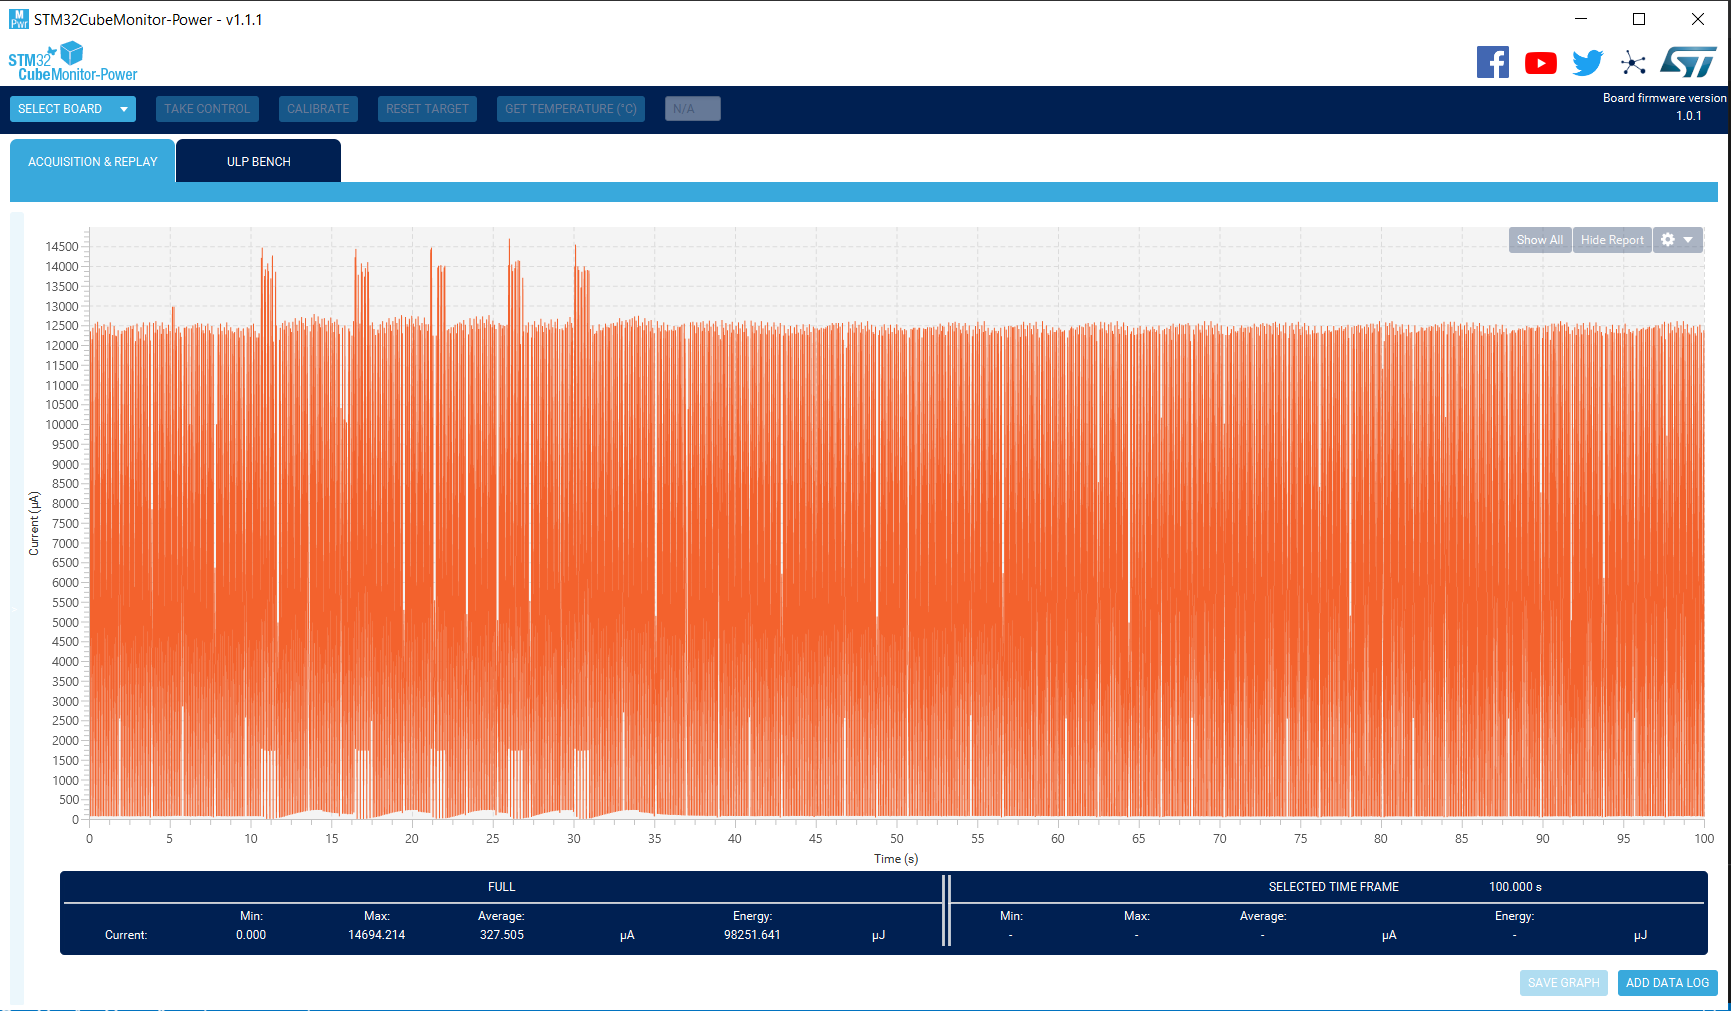 STM32CubeMonitor-Power - v1.1.1
STM32
CubeMonitor-Power
SELECT BOARD TAKE CONTROL CALIBRATE RESET TARGET GET TEMPERATURE (°C) N/A
Board firmware version
1.0.1
ACQUISITION & REPLAY ULP BENCH
Show All Hide Report
14500
14000
13500
13000
12500
12000
11500
11000
10500
10000
9500
9000
8500
8000
7500
7000
6500
6000
5500
5000
4500
4000
3500
3000
2500
2000
1500
1000
500
0
Current (µA)
0 5 10 15 20 25 30 35 40 45 50 55 60 65 70 75 80 85 90 95 100
Time (s)
FULL SELECTED TIME FRAME 100.000 s
Min: Max: Average: Energy: Min: Max: Average: Energy:
Current: 0.000 14694.214 327.505 µA 98251.641 µJ - - - µA - µJ
SAVE GRAPH ADD DATA LOG